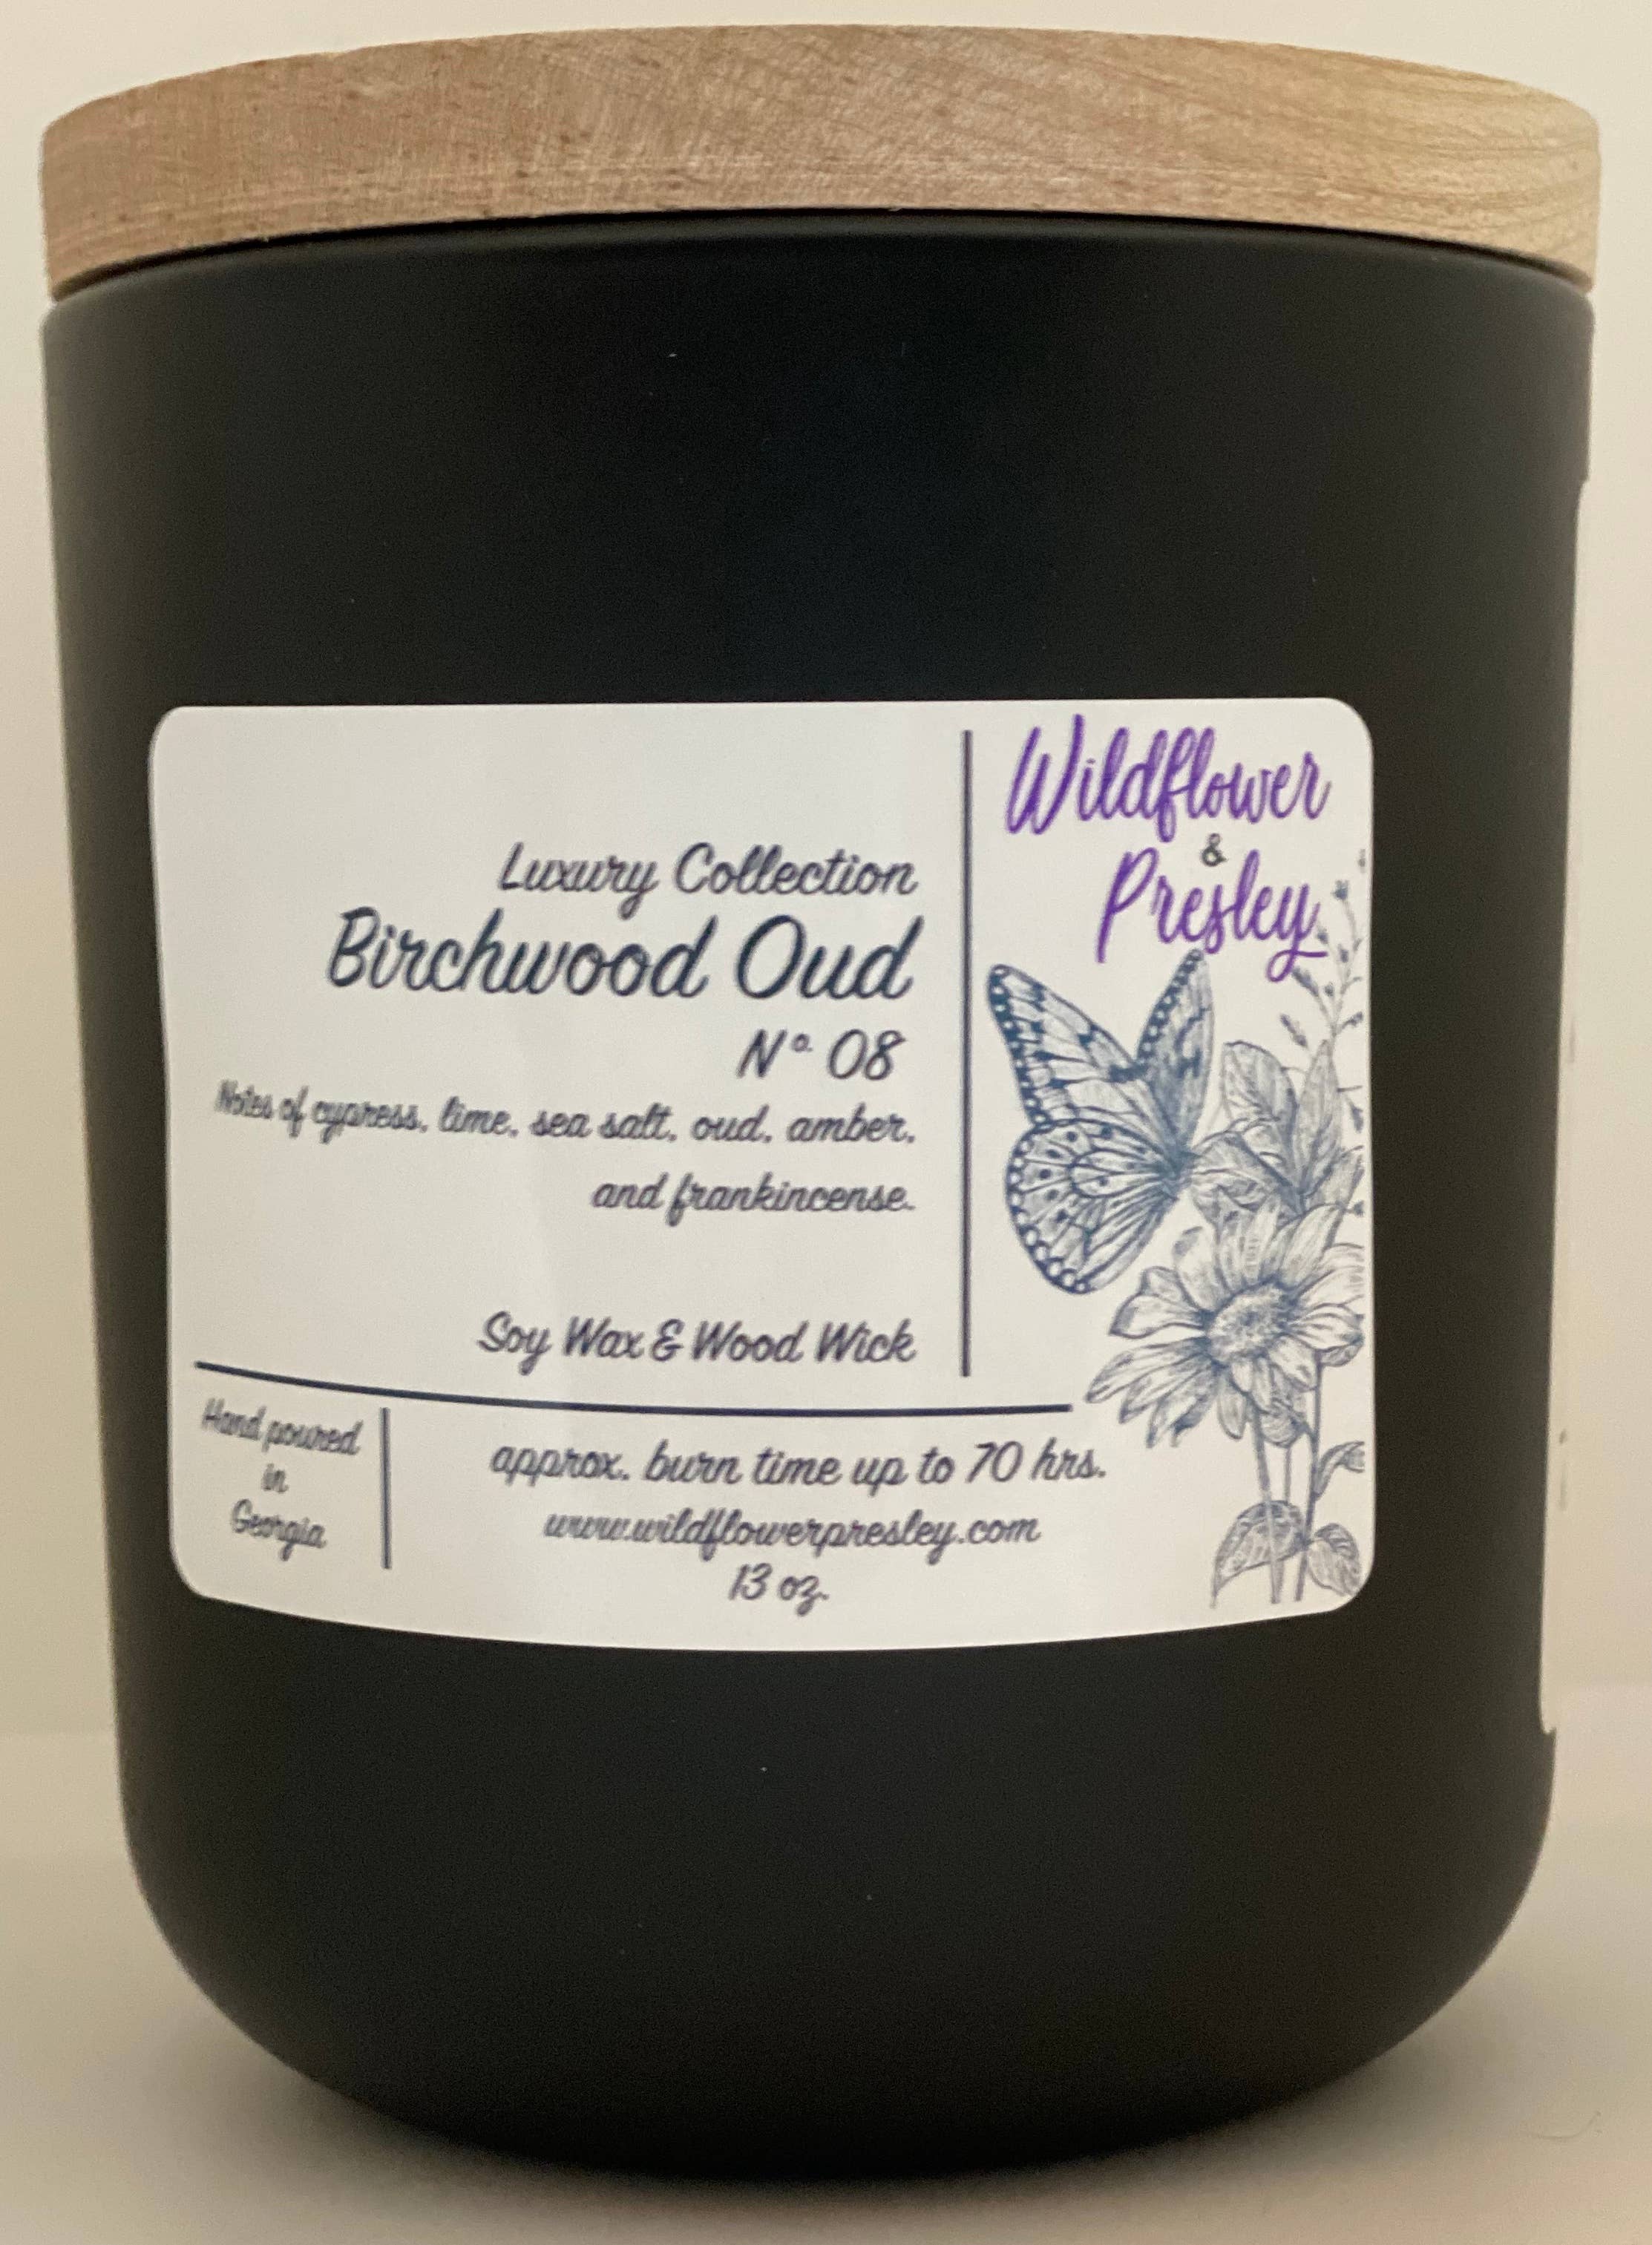 Wildflower
&
Presley
Luxury Collection
Birchwood Oud
Nº 08
Notes of cypress, lime, sea salt, oud, amber,
and frankincense.
Soy Wax & Wood Wick
Hand poured
in
Georgia
approx. burn time up to 70 hrs.
www.wildflowerpresley.com
13 oz.